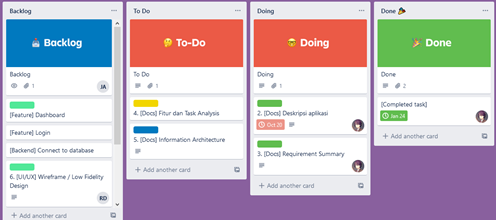 Backlog
Backlog
Backlog
1
JA
[Feature] Dashboard
[Feature] Login
[Backend] Connect to database
6. [UI/UX] Wireframe / Low Fidelity
Design
RD
+ Add another card
To Do
To-Do
To Do
1
4. [Docs] Fitur dan Task Analysis
5. [Docs] Information Architecture
+ Add another card
Doing
Doing
Doing
1
2. [Docs] Deskripsi aplikasi
Oct 20
3. [Docs] Requirement Summary
+ Add another card
Done
Done
Done
2
[Completed task]
Jan 24
+ Add another card